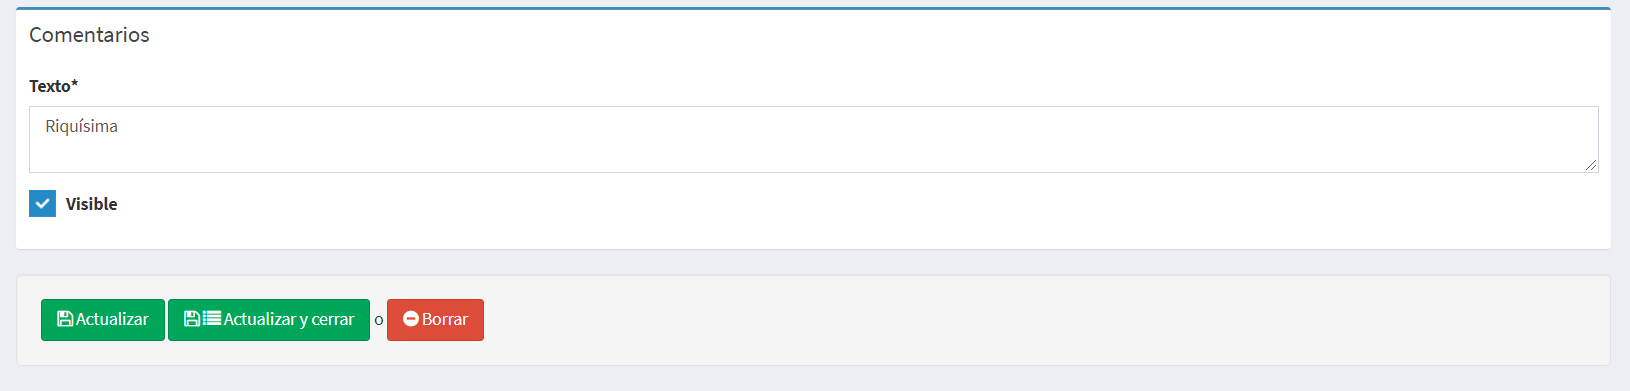 Comentarios
Texto*
Riquísima
Visible
Actualizar Actualizar y cerrar o Borrar